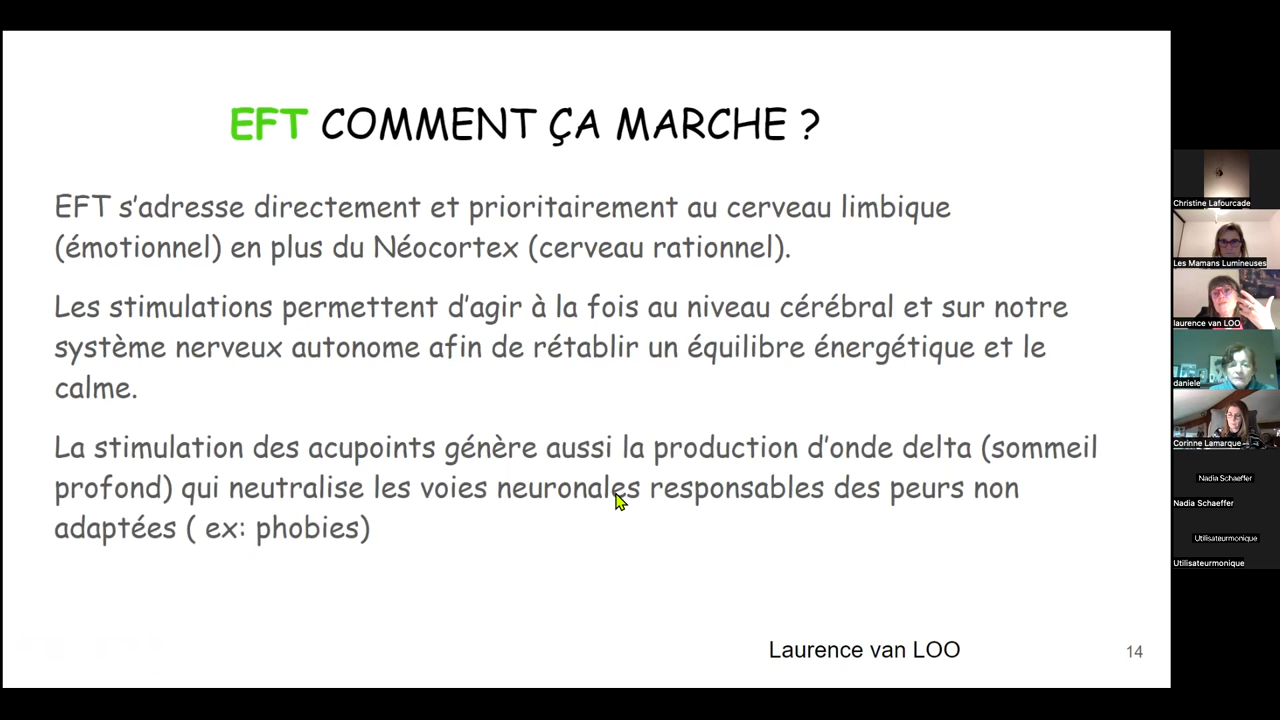 EFT COMMENT ÇA MARCHE ?
EFT s'adresse directement et prioritairement au cerveau limbique
(émotionnel) en plus du Néocortex (cerveau rationnel).
Les stimulations permettent d'agir à la fois au niveau cérébral et sur notre
système nerveux autonome afin de rétablir un équilibre énergétique et le
calme.
La stimulation des acupoints génère aussi la production d'onde delta (sommeil
profond) qui neutralise les voies neuronales responsables des peurs non
adaptées ( ex: phobies)
Laurence van LOO
14
Christine Lafourcade
Les Mamans Lumineuses
laurence van LOO
daniele
Corinne Lamarque
Nadia Schaeffer
Nadia Schaeffer
Utilisateurmonique
Utilisateurmonique